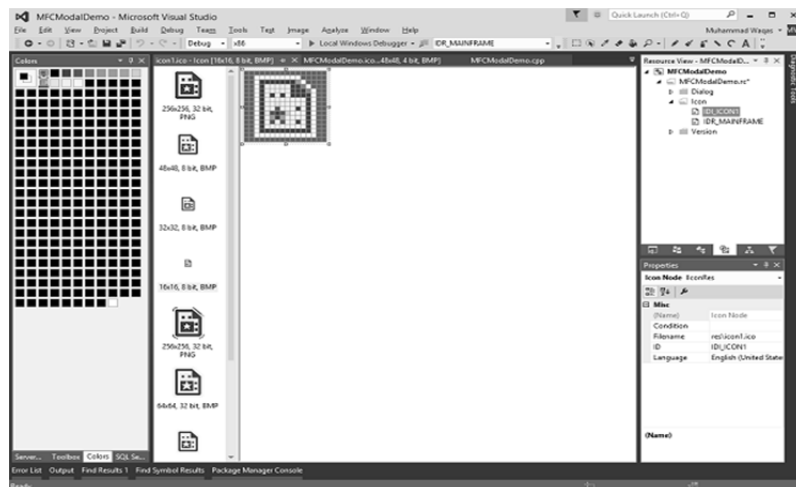 MFCModalDemo - Microsoft Visual Studio
Quick Launch (Ctrl+Q)
File Edit View Project Build Debug Team Tools Test Image Analyze Window Help
Muhammad Waqas
Debug x86 Local Windows Debugger IDR_MAINFRAME
Colors
icon1.ico - Icon [16x16, 8 bit, BMP]
MFCModalDemo.ico...48x48, 4 bit, BMP]
MFCModalDemo.cpp
256x256, 32 bit,
PNG
48x48, 8 bit, BMP
32x32, 8 bit, BMP
16x16, 8 bit, BMP
256x256, 32 bit,
PNG
64x64, 32 bit, BMP
Resource View - MFCModalD...
MFCModalDemo
MFCModalDemo.rc*
Dialog
Icon
IDI_ICON1
IDR_MAINFRAME
Version
Diagnostic Tools
Properties
Icon Node IIconRes
Misc
(Name) Icon Node
Condition
Filename res\icon1.ico
ID IDI_ICON1
Language English (United State
(Name)
Server... Toolbox Colors SQL Se...
Error List Output Find Results 1 Find Symbol Results Package Manager Console
Ready